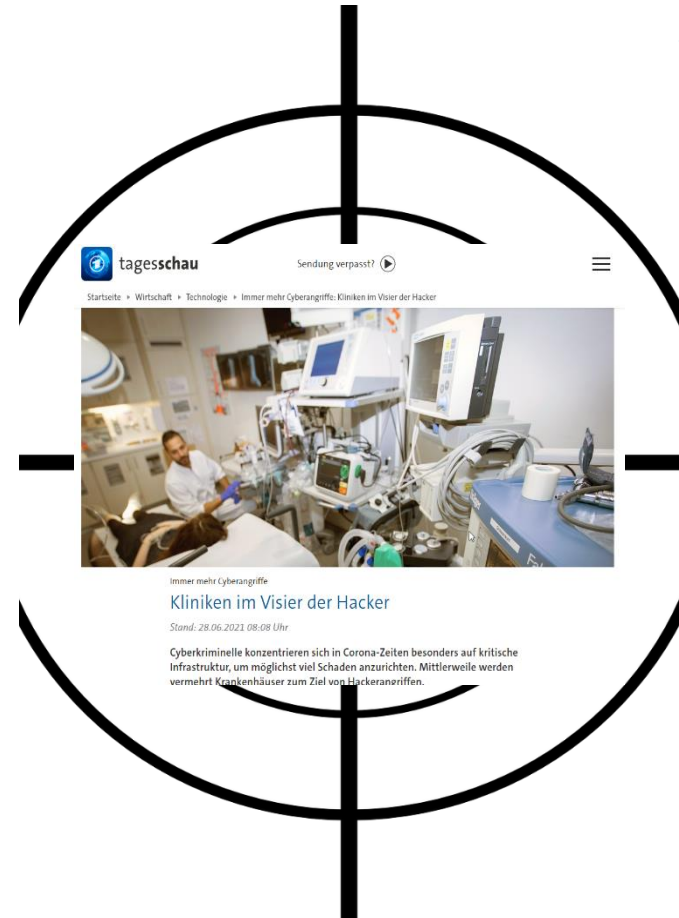 tagesschau
Sendung verpasst?
Startseite ▸ Wirtschaft ▸ Technologie ▸ Immer mehr Cyberangriffe: Kliniken im Visier der Hacker
Immer mehr Cyberangriffe
Kliniken im Visier der Hacker
Stand: 28.06.2021 08:08 Uhr
Cyberkriminelle konzentrieren sich in Corona-Zeiten besonders auf kritische
Infrastruktur, um möglichst viel Schaden anzurichten. Mittlerweile werden
vermehrt Krankenhäuser zum Ziel von Hackerangriffen.